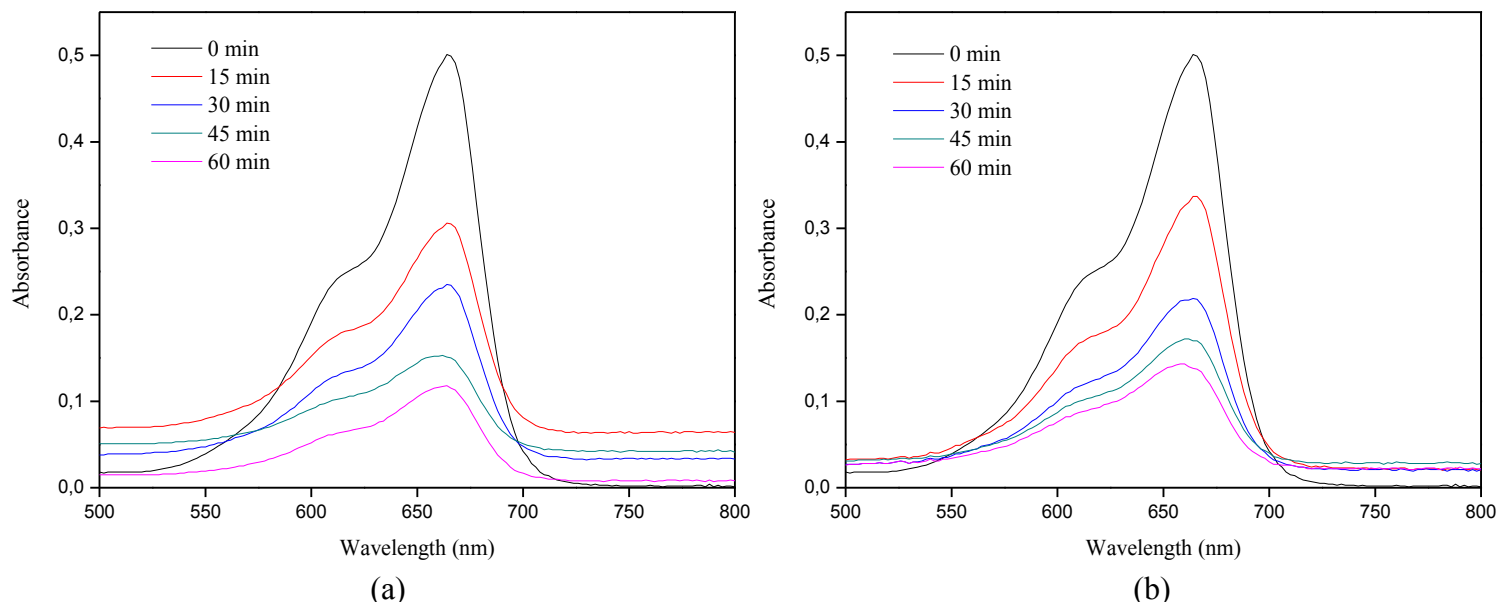 0 min
15 min
30 min
45 min
60 min
0,5
0,4
0,3
0,2
0,1
0,0
Absorbance
500 550 600 650 700 750 800
Wavelength (nm)
(a)
0 min
15 min
30 min
45 min
60 min
0,5
0,4
0,3
0,2
0,1
0,0
Absorbance
500 550 600 650 700 750 800
Wavelength (nm)
(b)